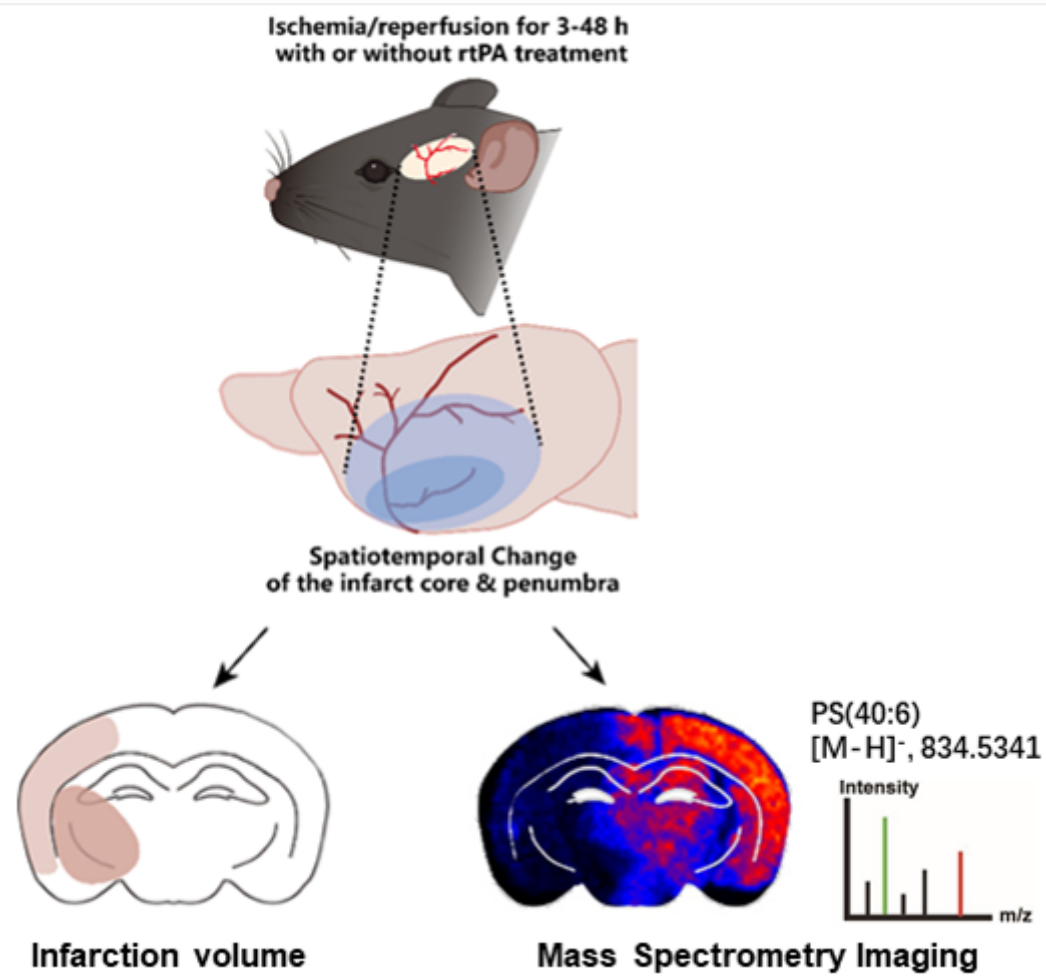 Ischemia/reperfusion for 3-48 h
with or without rtPA treatment
Spatiotemporal Change
of the infarct core & penumbra
PS(40:6)
[M-H]⁻, 834.5341
Intensity
m/z
Infarction volume
Mass Spectrometry Imaging